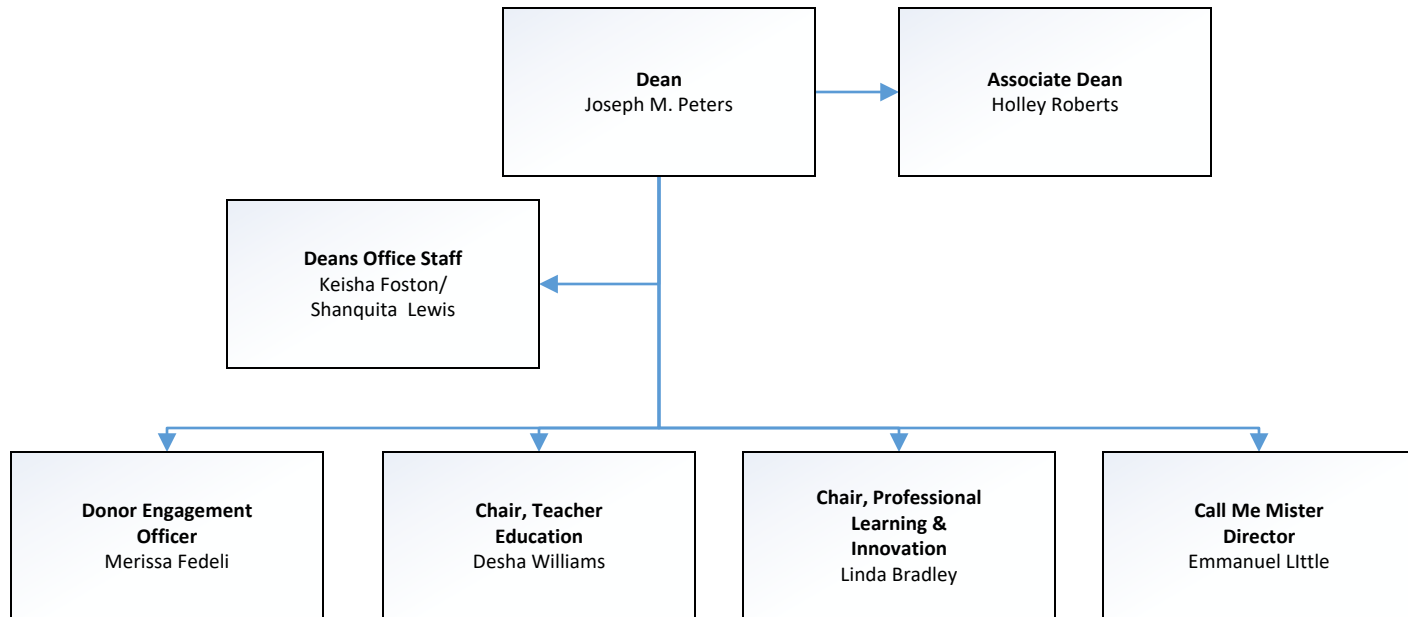 Dean
Joseph M. Peters
Associate Dean
Holley Roberts
Deans Office Staff
Keisha Foston/
Shanquita  Lewis
Donor Engagement
Officer
Merissa Fedeli
Chair, Teacher
Education
Desha Williams
Chair, Professional
Learning &
Innovation
Linda Bradley
Call Me Mister
Director
Emmanuel LIttle